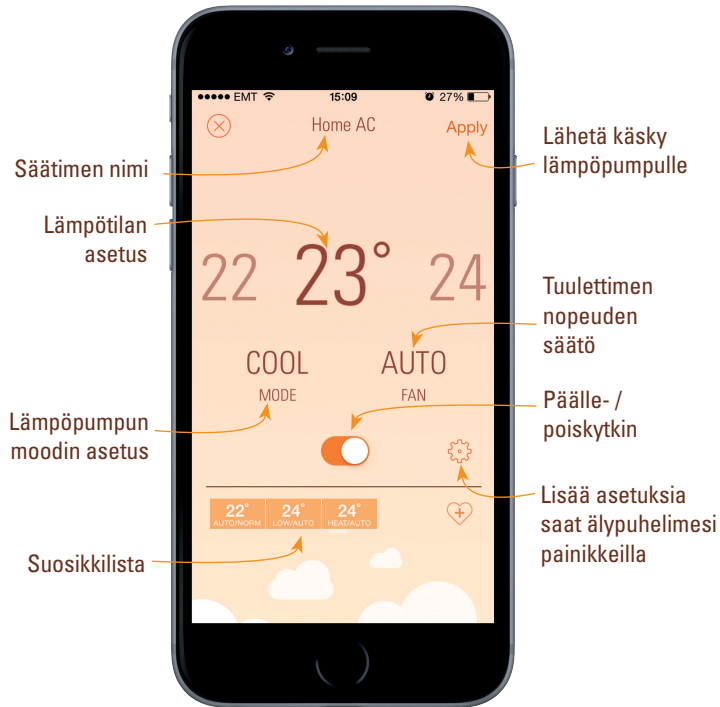 EMT 15:09 27%
Home AC Apply
Säätimen nimi
Lähetä käsky
lämpöpumpulle
Lämpötilan
asetus
22 23° 24
Tuulettimen
nopeuden
säätö
COOL AUTO
MODE FAN
Lämpöpumpun
moodin asetus
Päälle- /
poiskytkin
Lisää asetuksia
saat älypuhelimesi
painikkeilla
22° 24° 24°
AUTO/NORM LOW/AUTO HEAT/AUTO
Suosikkilista